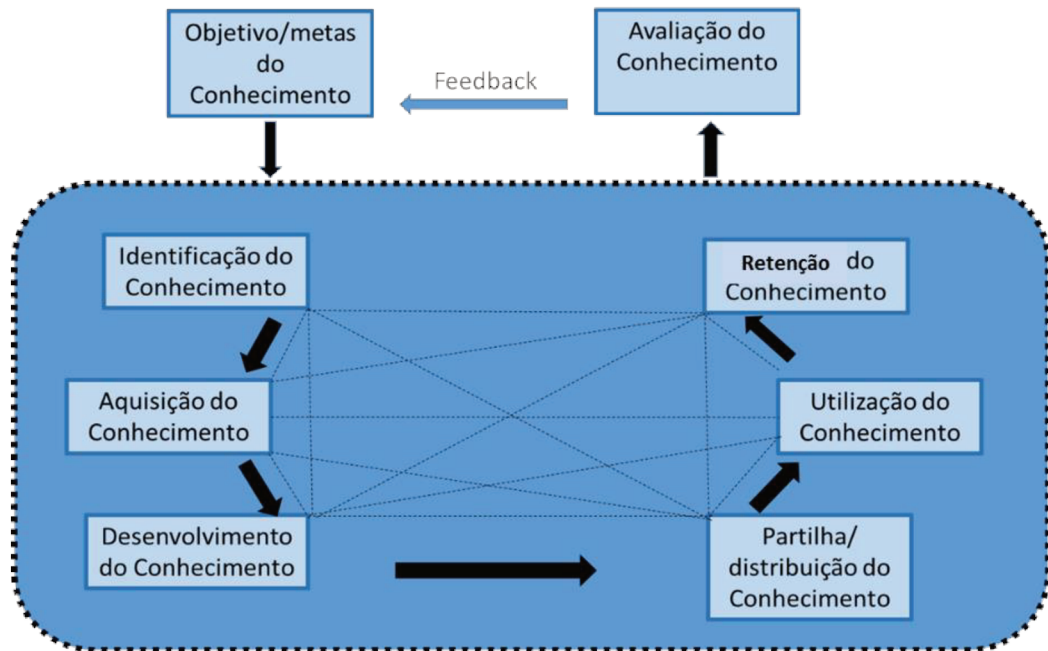 Objetivo/metas
do
Conhecimento
Feedback
Avaliação do
Conhecimento
Identificação do
Conhecimento
Retenção do
Conhecimento
Aquisição do
Conhecimento
Utilização do
Conhecimento
Desenvolvimento
do Conhecimento
Partilha/
distribuição do
Conhecimento